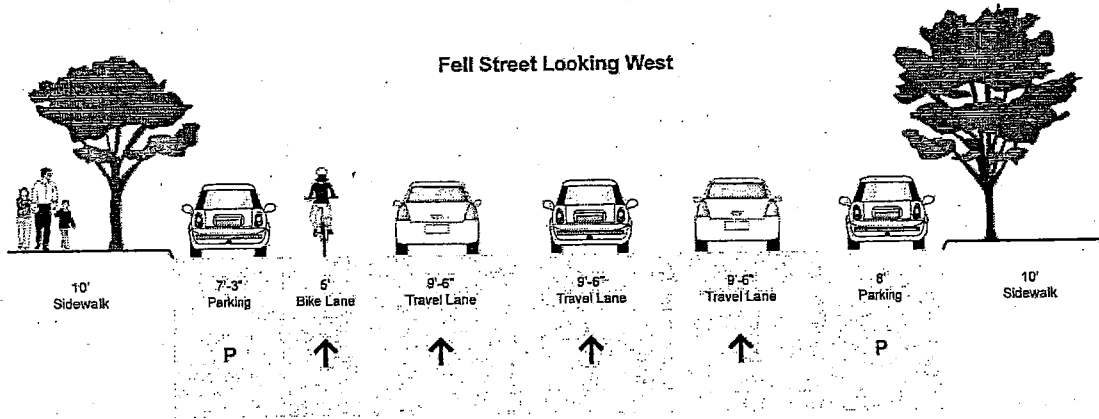 Fell Street Looking West
10'
Sidewalk
7'-3"
Parking
5'
Bike Lane
9'-6"
Travel Lane
9'-6"
Travel Lane
9'-6"
Travel Lane
8'
Parking
10'
Sidewalk
P
P